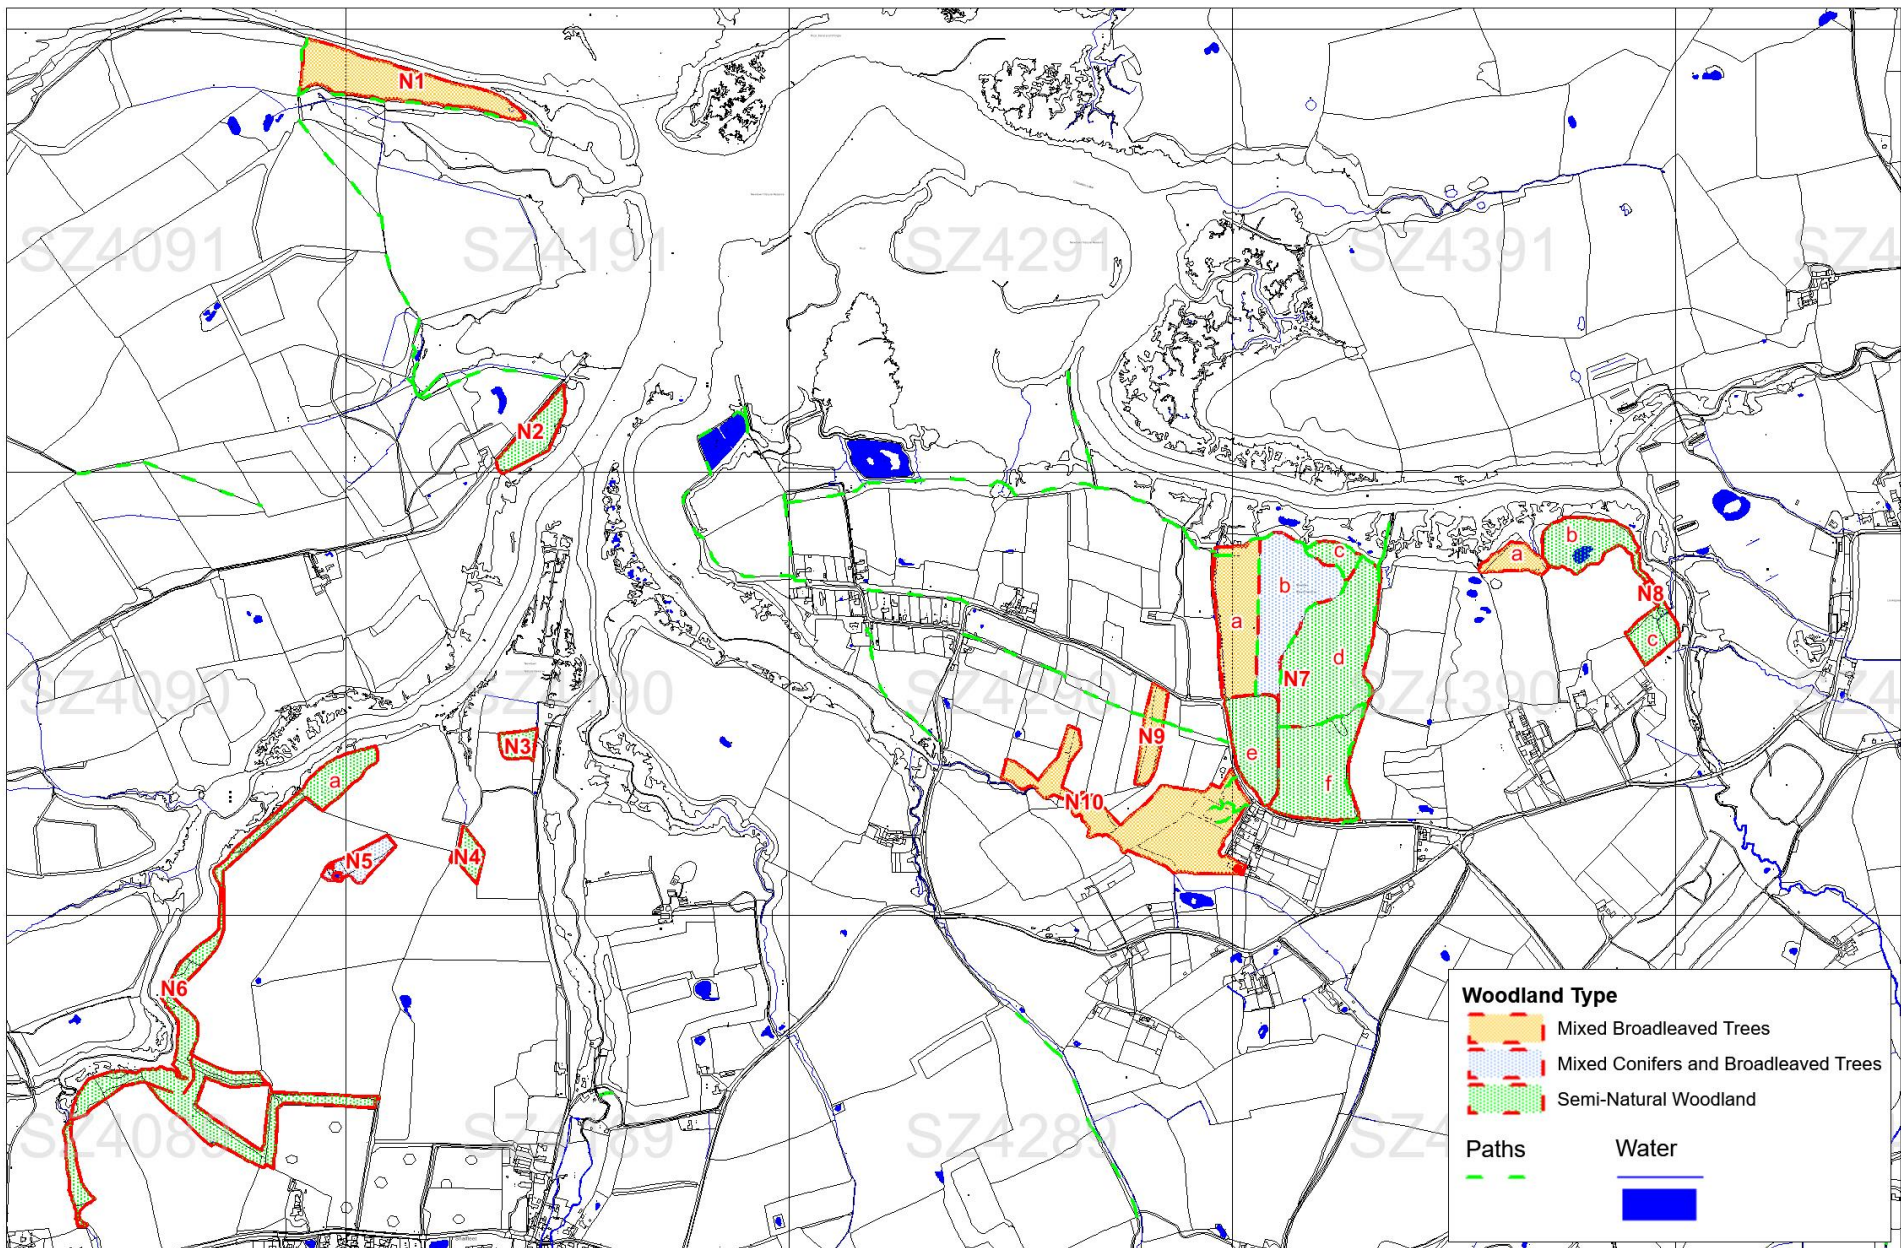 N1
SZ4091
SZ4191
SZ4291
SZ4391
SZ4
N2
a
b
c
a
b
N8
c
d
N7
SZ4090
SZ4190
SZ4290
SZ4390
SZ4
N3
N9
e
f
a
N10
N5
N4
N6
SZ4089
SZ4189
SZ4289
SZ4
Woodland Type
Mixed Broadleaved Trees
Mixed Conifers and Broadleaved Trees
Semi-Natural Woodland
Paths
Water